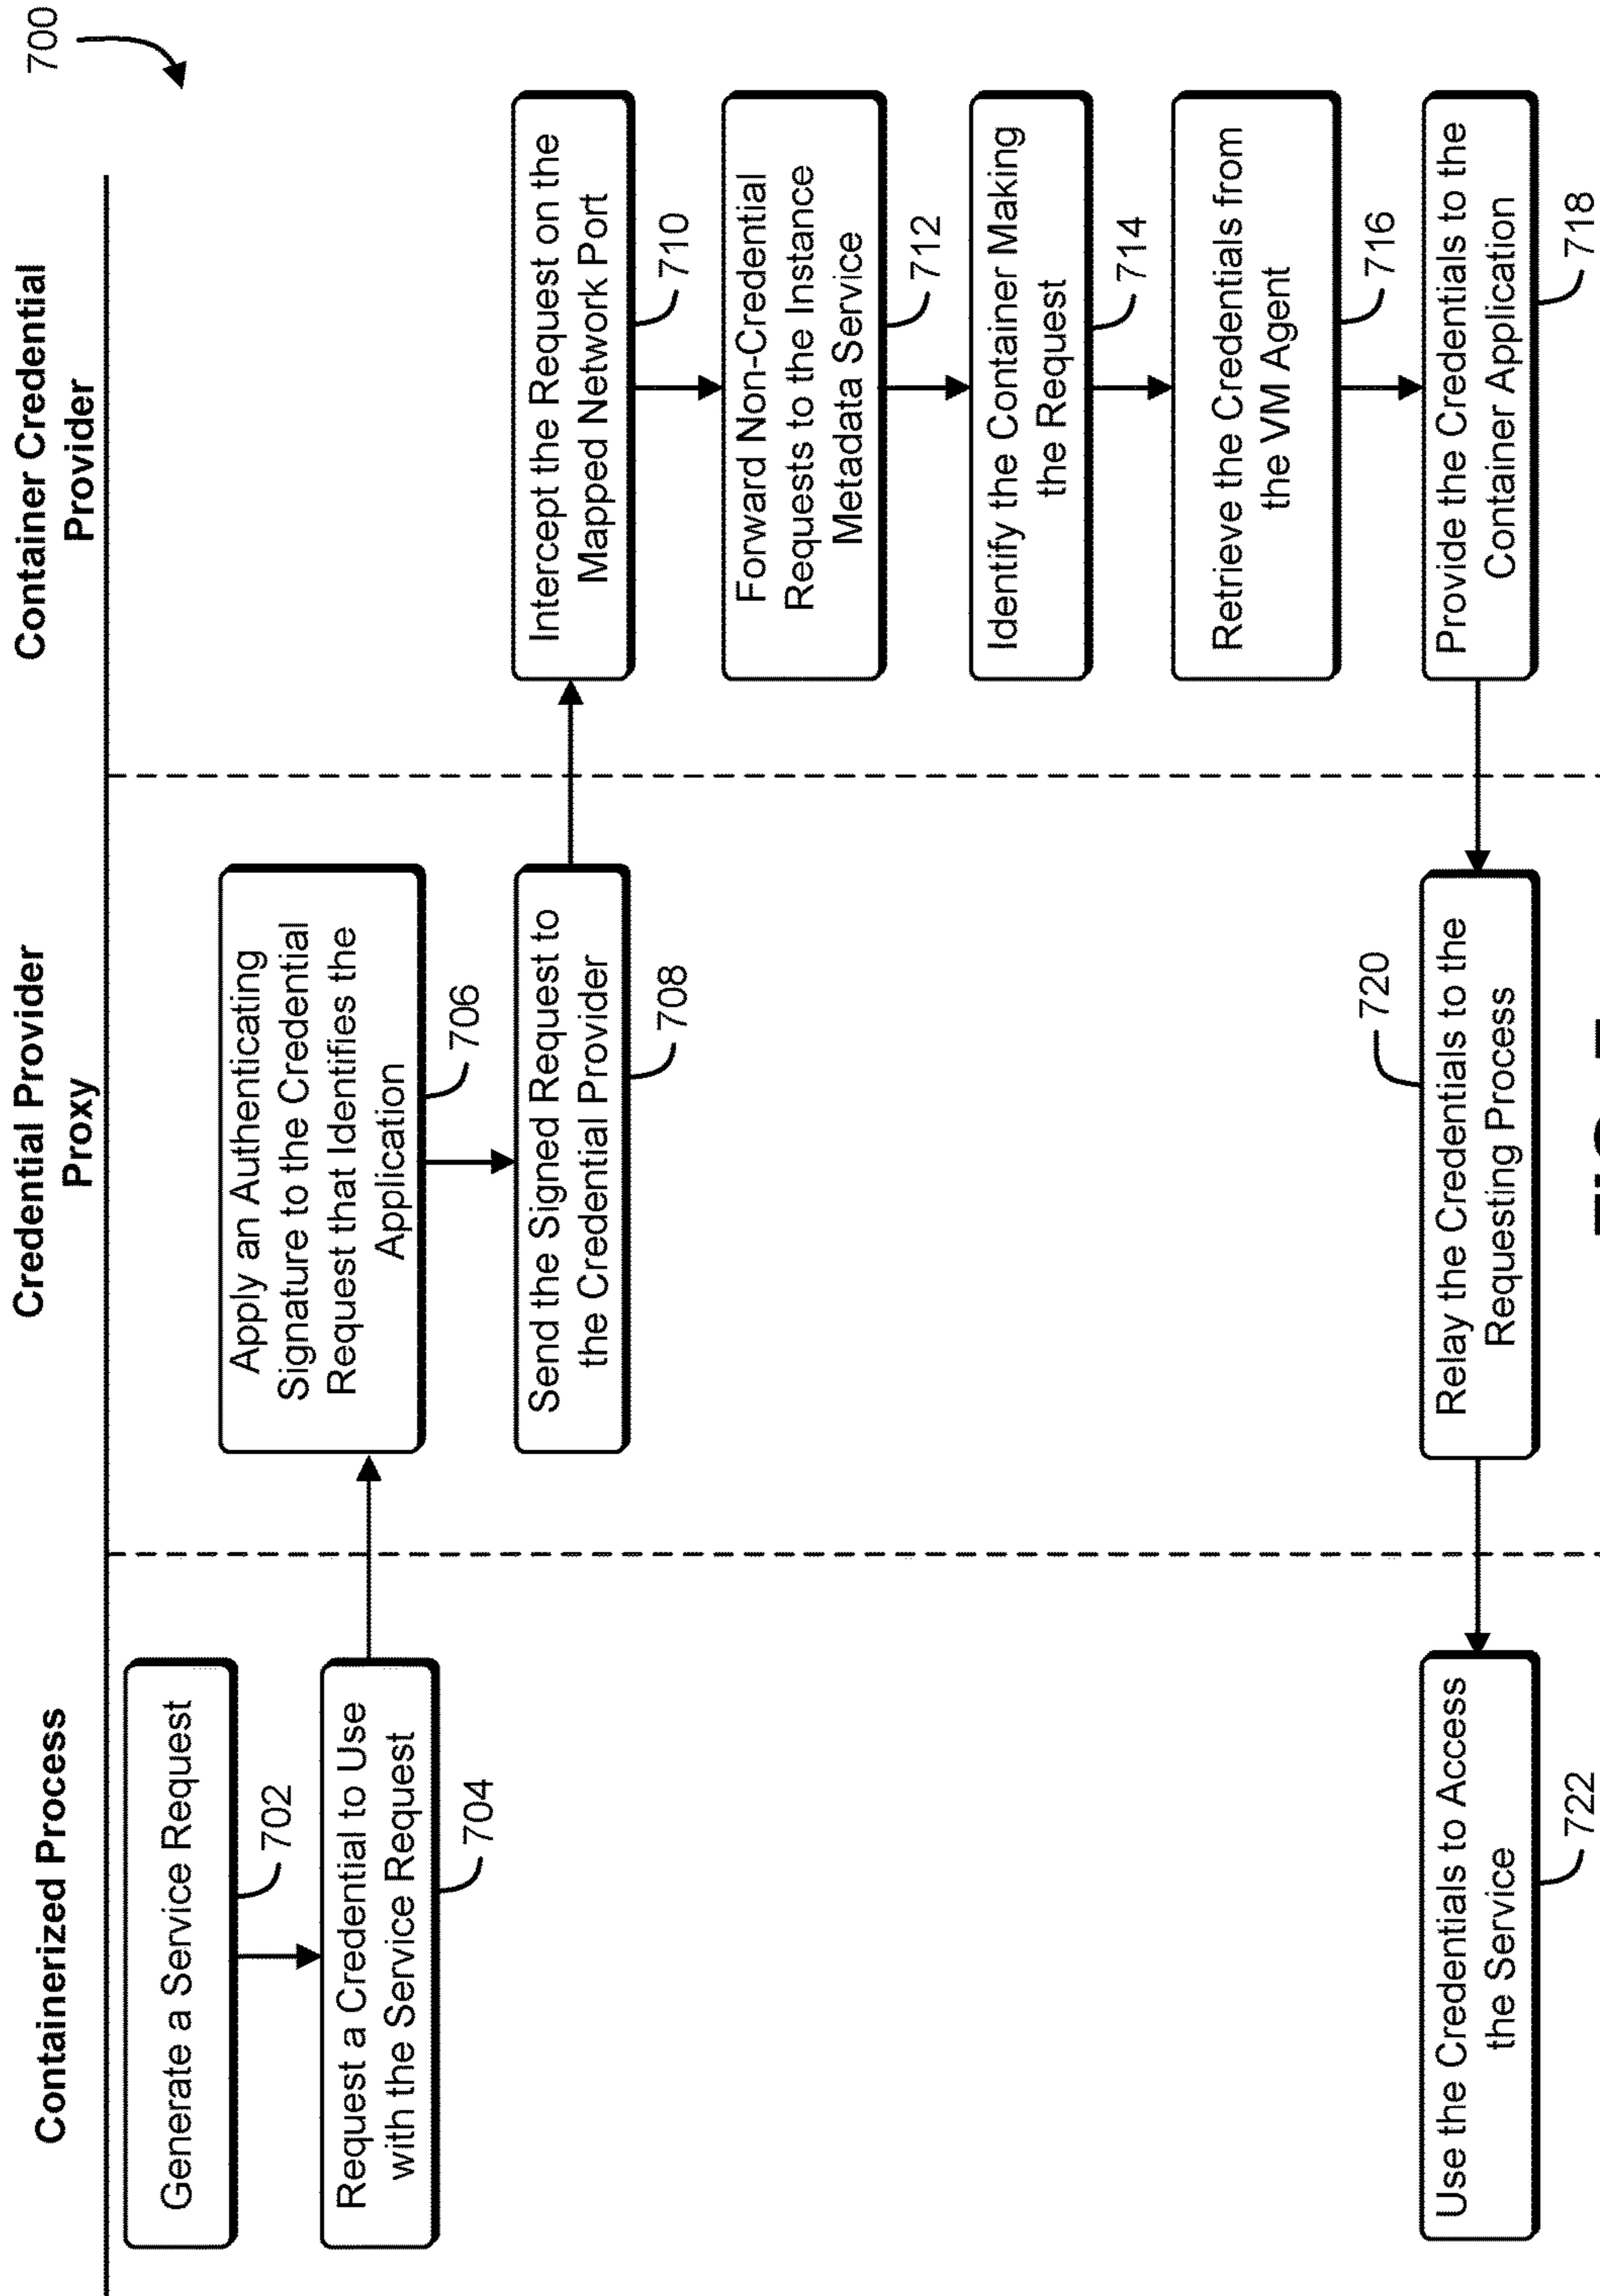 700
Containerized Process
Credential Provider
Proxy
Container Credential
Provider
Generate a Service Request
702
Request a Credential to Use
with the Service Request
704
Apply an Authenticating
Signature to the Credential
Request that Identifies the
Application
706
Send the Signed Request to
the Credential Provider
708
Intercept the Request on the
Mapped Network Port
710
Forward Non-Credential
Requests to the Instance
Metadata Service
712
Identify the Container Making
the Request
714
Retrieve the Credentials from
the VM Agent
716
Provide the Credentials to the
Container Application
718
720
Relay the Credentials to the
Requesting Process
Use the Credentials to Access
the Service
722